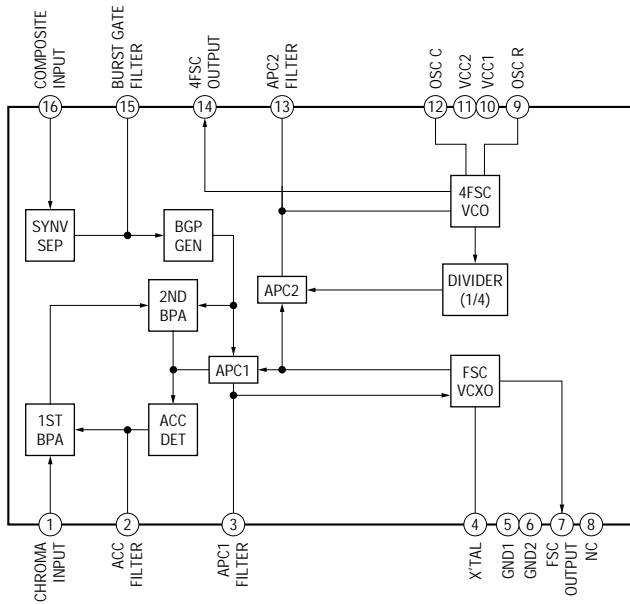 COMPOSITE
INPUT
BURST GATE
FILTER
4FSC
OUTPUT
APC2
FILTER
OSC C
VCC2
VCC1
OSC R
16
15
14
13
12
11
10
9
SYNV
SEP
BGP
GEN
4FSC
VCO
2ND
BPA
APC2
DIVIDER
(1/4)
APC1
FSC
VCXO
1ST
BPA
ACC
DET
1
2
3
4
5
6
7
8
CHROMA
INPUT
ACC
FILTER
APC1
FILTER
X'TAL
GND1
GND2
FSC
OUTPUT
NC